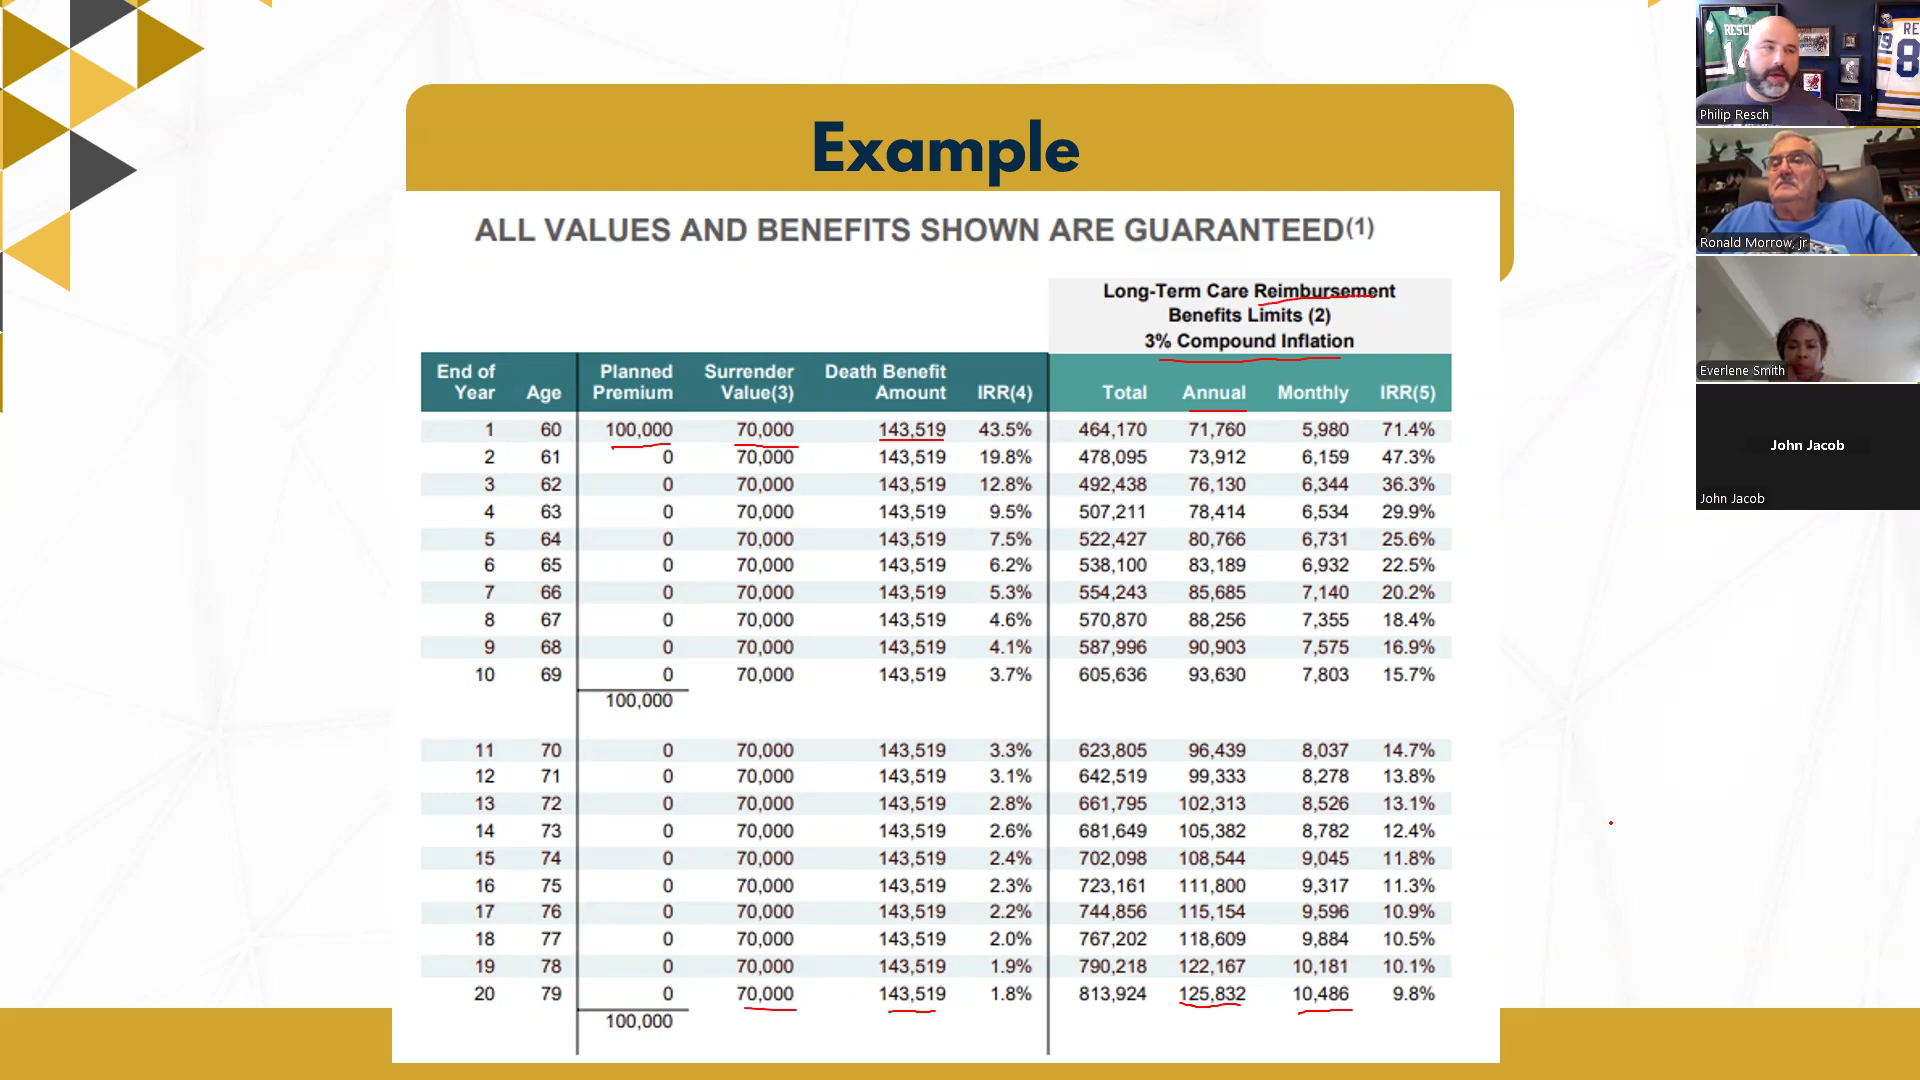 Example
ALL VALUES AND BENEFITS SHOWN ARE GUARANTEED(1)
Long-Term Care Reimbursement
Benefits Limits (2)
3% Compound Inflation
End of Year Age Planned Premium Surrender Value(3) Death Benefit Amount IRR(4) Total Annual Monthly IRR(5)
1 60 100,000 70,000 143,519 43.5% 464,170 71,760 5,980 71.4%
2 61 0 70,000 143,519 19.8% 478,095 73,912 6,159 47.3%
3 62 0 70,000 143,519 12.8% 492,438 76,130 6,344 36.3%
4 63 0 70,000 143,519 9.5% 507,211 78,414 6,534 29.9%
5 64 0 70,000 143,519 7.5% 522,427 80,766 6,731 25.6%
6 65 0 70,000 143,519 6.2% 538,100 83,189 6,932 22.5%
7 66 0 70,000 143,519 5.3% 554,243 85,685 7,140 20.2%
8 67 0 70,000 143,519 4.6% 570,870 88,256 7,355 18.4%
9 68 0 70,000 143,519 4.1% 587,996 90,903 7,575 16.9%
10 69 0 70,000 143,519 3.7% 605,636 93,630 7,803 15.7%
100,000
11 70 0 70,000 143,519 3.3% 623,805 96,439 8,037 14.7%
12 71 0 70,000 143,519 3.1% 642,519 99,333 8,278 13.8%
13 72 0 70,000 143,519 2.8% 661,795 102,313 8,526 13.1%
14 73 0 70,000 143,519 2.6% 681,649 105,382 8,782 12.4%
15 74 0 70,000 143,519 2.4% 702,098 108,544 9,045 11.8%
16 75 0 70,000 143,519 2.3% 723,161 111,800 9,317 11.3%
17 76 0 70,000 143,519 2.2% 744,856 115,154 9,596 10.9%
18 77 0 70,000 143,519 2.0% 767,202 118,609 9,884 10.5%
19 78 0 70,000 143,519 1.9% 790,218 122,167 10,181 10.1%
20 79 0 70,000 143,519 1.8% 813,924 125,832 10,486 9.8%
100,000
Philip Resch
Ronald Morrow, jr
Everlene Smith
John Jacob
John Jacob